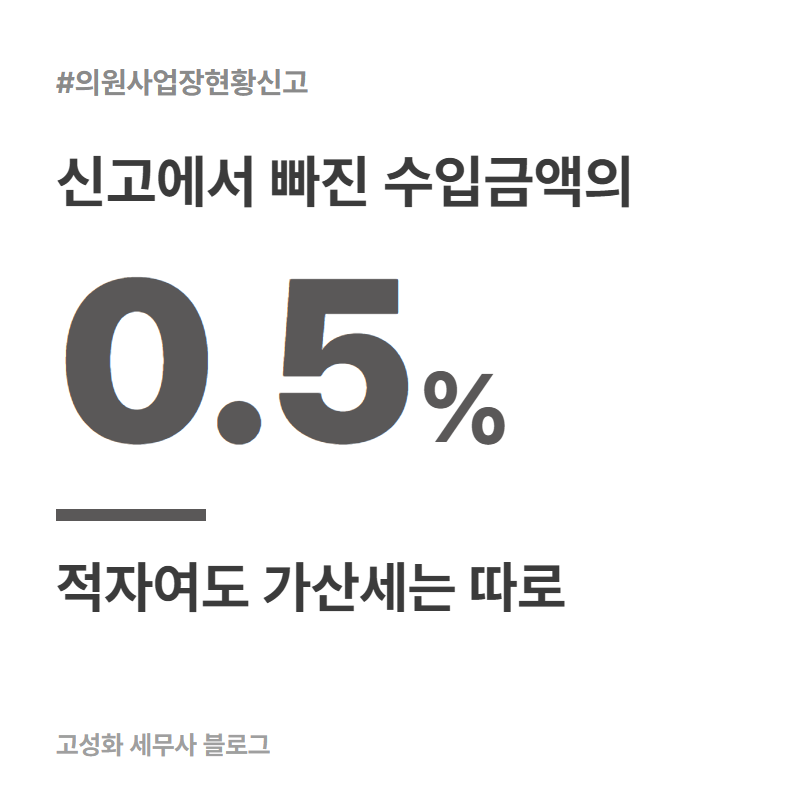 #의원사업장현황신고
신고에서 빠진 수입금액의
0.5%
적자여도 가산세는 따로
고성화 세무사 블로그